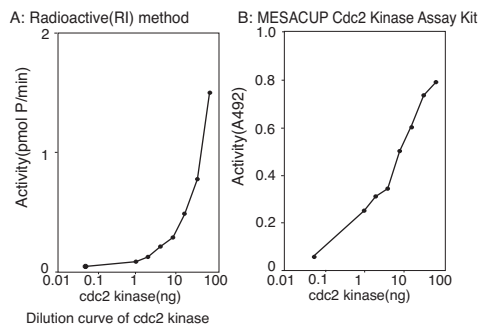 A: Radioactive(RI) method
2
1
0
Activity(pmol P/min)
0.01 0.1 1 10 100
cdc2 kinase(ng)
B: MESACUP Cdc2 Kinase Assay Kit
1.0
0.8
0.6
0.4
0.2
0.0
Activity(A492)
0.01 0.1 1 10 100
cdc2 kinase(ng)
Dilution curve of cdc2 kinase